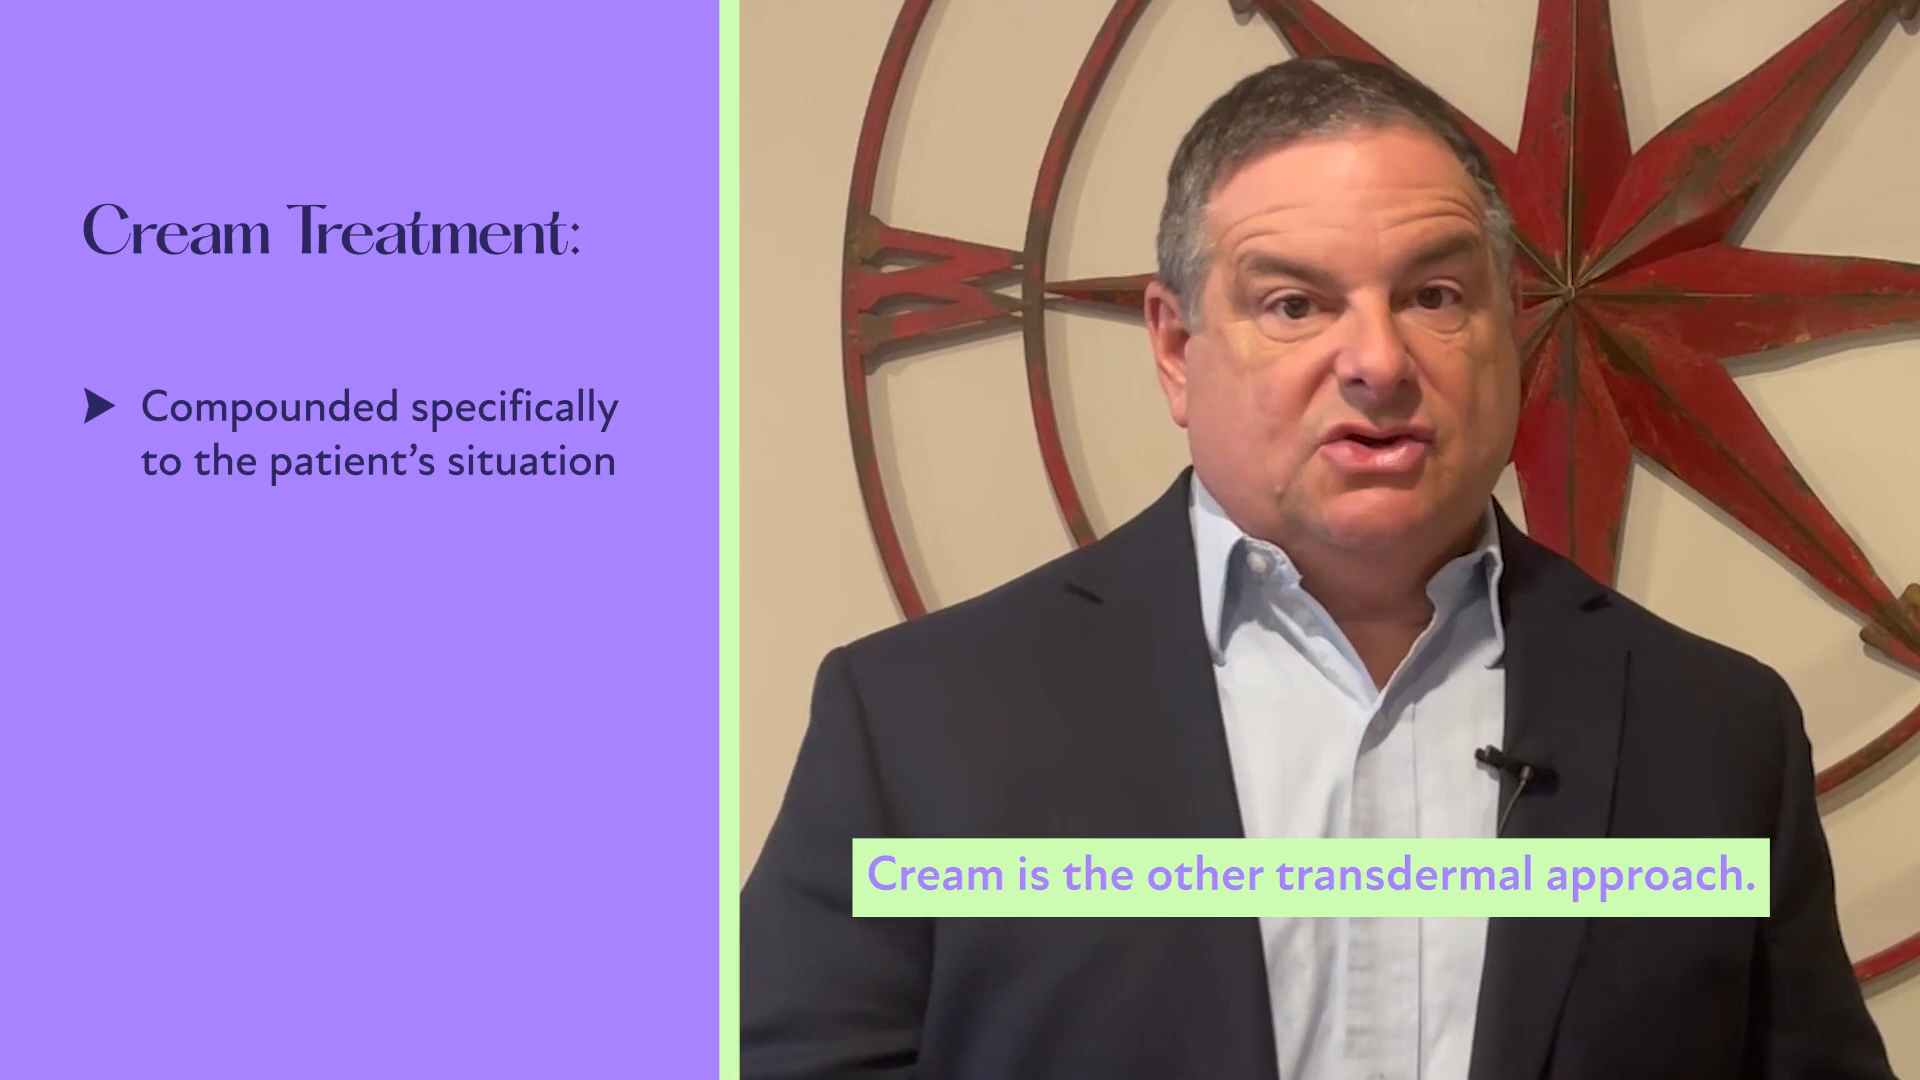 Cream Treatment:
Compounded specifically
to the patient’s situation
W
Cream is the other transdermal approach.